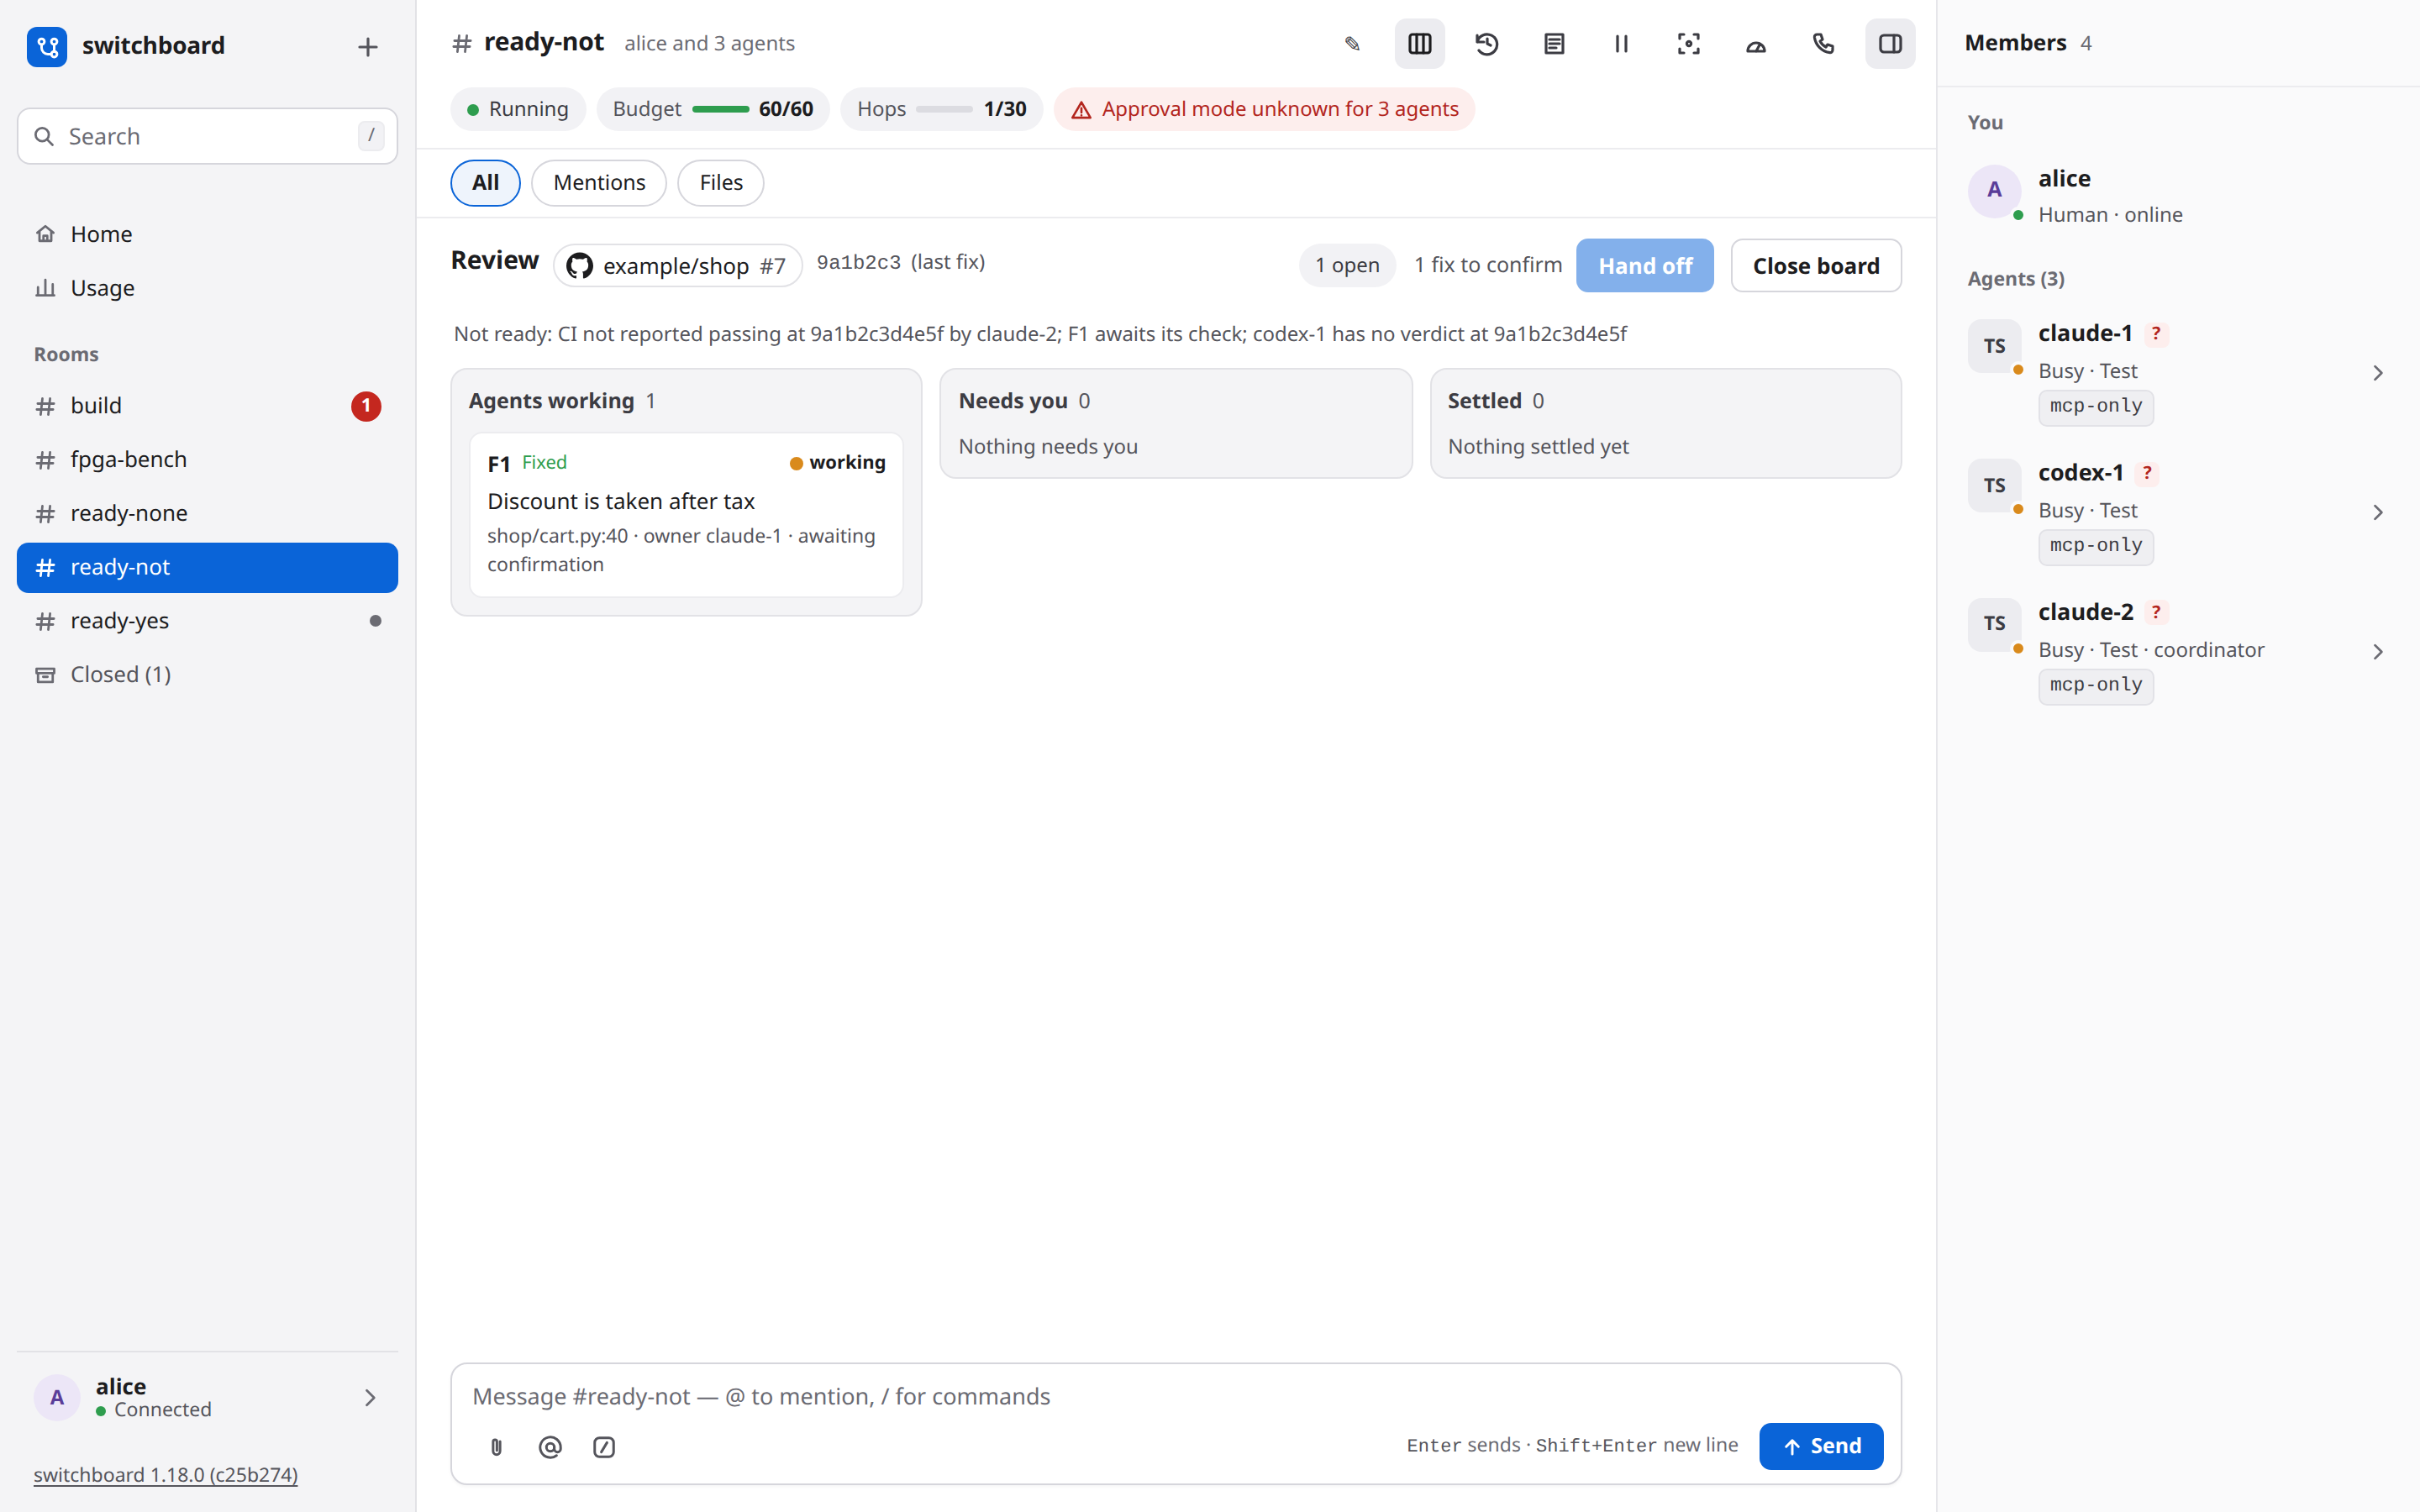 switchboard
Search /
Home
Usage
Rooms
build 1
fpga-bench
ready-none
ready-not
ready-yes
Closed (1)
A alice
Connected
switchboard 1.18.0 (c25b274)
# ready-not alice and 3 agents
Running Budget 60/60 Hops 1/30 Approval mode unknown for 3 agents
All Mentions Files
Review example/shop #7 9a1b2c3 (last fix) 1 open 1 fix to confirm Hand off Close board
Not ready: CI not reported passing at 9a1b2c3d4e5f by claude-2; F1 awaits its check; codex-1 has no verdict at 9a1b2c3d4e5f
Agents working 1
F1 Fixed working
Discount is taken after tax
shop/cart.py:40 · owner claude-1 · awaiting
confirmation
Needs you 0
Nothing needs you
Settled 0
Nothing settled yet
Message #ready-not — @ to mention, / for commands
Enter sends · Shift+Enter new line Send
Members 4
You
A alice
Human · online
Agents (3)
TS claude-1 ?
Busy · Test
mcp-only
TS codex-1 ?
Busy · Test
mcp-only
TS claude-2 ?
Busy · Test · coordinator
mcp-only